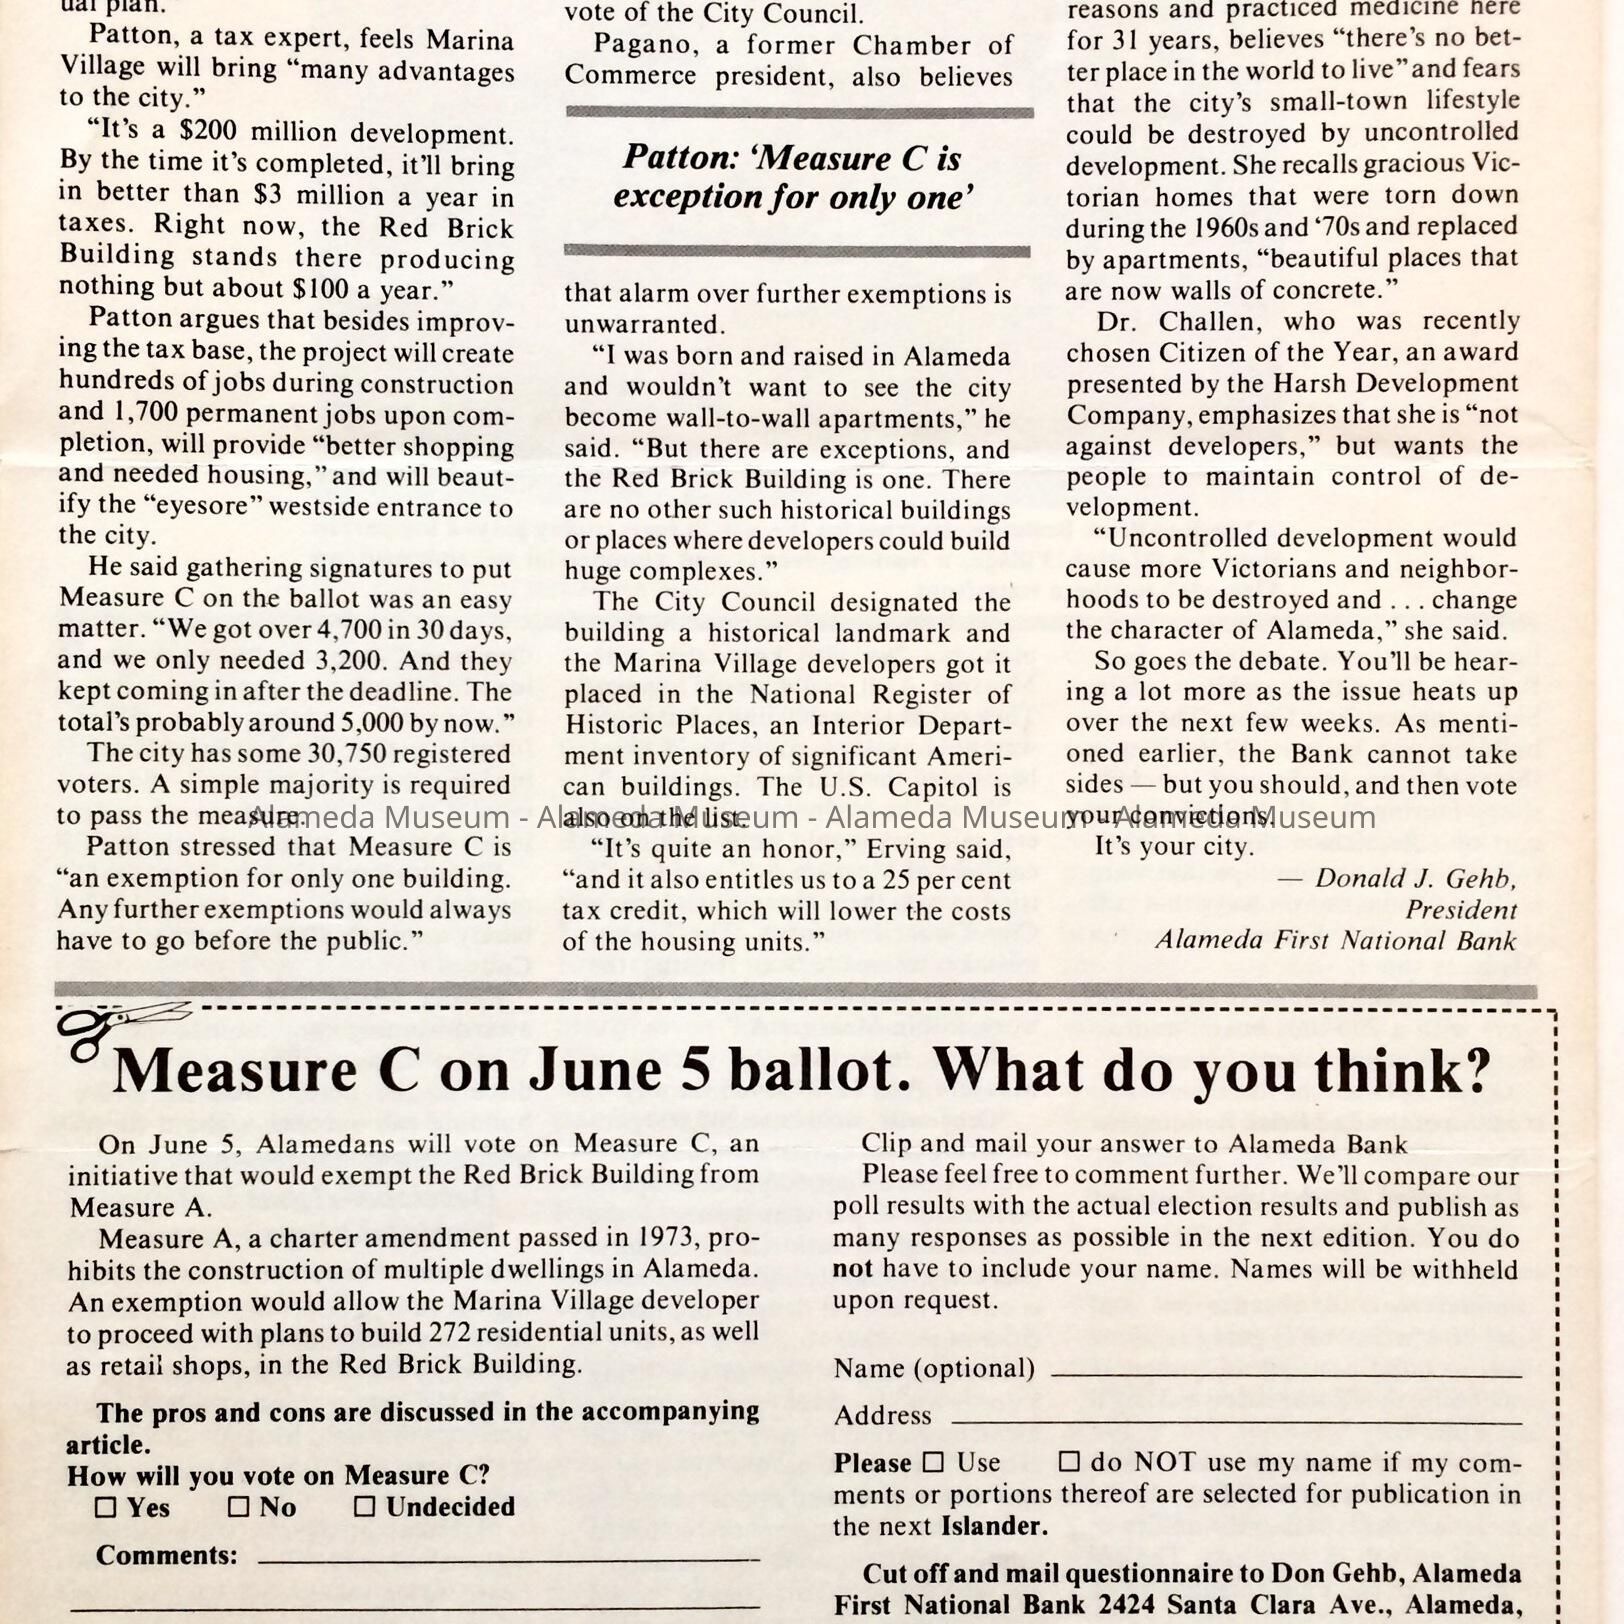 ual plan."
Patton, a tax expert, feels Marina
Village will bring “many advantages
to the city.”
“It’s a $200 million development.
By the time it’s completed, it’ll bring
in better than $3 million a year in
taxes. Right now, the Red Brick
Building stands there producing
nothing but about $100 a year.”
Patton argues that besides improv-
ing the tax base, the project will create
hundreds of jobs during construction
and 1,700 permanent jobs upon com-
pletion, will provide “better shopping
and needed housing,” and will beaut-
ify the “eyesore” westside entrance to
the city.
He said gathering signatures to put
Measure C on the ballot was an easy
matter. “We got over 4,700 in 30 days,
and we only needed 3,200. And they
kept coming in after the deadline. The
total’s probably around 5,000 by now.”
The city has some 30,750 registered
voters. A simple majority is required
to pass the measure.
Patton stressed that Measure C is
“an exemption for only one building.
Any further exemptions would always
have to go before the public.”
vote of the City Council.
Pagano, a former Chamber of
Commerce president, also believes
Patton: ‘Measure C is
exception for only one’
that alarm over further exemptions is
unwarranted.
“I was born and raised in Alameda
and wouldn’t want to see the city
become wall-to-wall apartments,” he
said. “But there are exceptions, and
the Red Brick Building is one. There
are no other such historical buildings
or places where developers could build
huge complexes.”
The City Council designated the
building a historical landmark and
the Marina Village developers got it
placed in the National Register of
Historic Places, an Interior Depart-
ment inventory of significant Ameri-
can buildings. The U.S. Capitol is
also on the list.
“It’s quite an honor,” Erving said,
“and it also entitles us to a 25 per cent
tax credit, which will lower the costs
of the housing units.”
reasons and practiced medicine here
for 31 years, believes “there’s no bet-
ter place in the world to live” and fears
that the city’s small-town lifestyle
could be destroyed by uncontrolled
development. She recalls gracious Vic-
torian homes that were torn down
during the 1960s and ‘70s and replaced
by apartments, “beautiful places that
are now walls of concrete.”
Dr. Challen, who was recently
chosen Citizen of the Year, an award
presented by the Harsh Development
Company, emphasizes that she is “not
against developers,” but wants the
people to maintain control of de-
velopment.
“Uncontrolled development would
cause more Victorians and neighbor-
hoods to be destroyed and . . . change
the character of Alameda,” she said.
So goes the debate. You’ll be hear-
ing a lot more as the issue heats up
over the next few weeks. As menti-
oned earlier, the Bank cannot take
sides — but you should, and then vote
your convictions!
It’s your city.
— Donald J. Gehb,
President
Alameda First National Bank
Alameda Museum - Alameda Museum - Alameda Museum - Alameda Museum
Measure C on June 5 ballot. What do you think?
On June 5, Alamedans will vote on Measure C, an
initiative that would exempt the Red Brick Building from
Measure A.
Measure A, a charter amendment passed in 1973, pro-
hibits the construction of multiple dwellings in Alameda.
An exemption would allow the Marina Village developer
to proceed with plans to build 272 residential units, as well
as retail shops, in the Red Brick Building.
The pros and cons are discussed in the accompanying
article.
How will you vote on Measure C?
☐ Yes ☐ No ☐ Undecided
Comments:
Clip and mail your answer to Alameda Bank
Please feel free to comment further. We’ll compare our
poll results with the actual election results and publish as
many responses as possible in the next edition. You do
not have to include your name. Names will be withheld
upon request.
Name (optional)
Address
Please ☐ Use ☐ do NOT use my name if my com-
ments or portions thereof are selected for publication in
the next Islander.
Cut off and mail questionnaire to Don Gehb, Alameda
First National Bank 2424 Santa Clara Ave., Alameda,